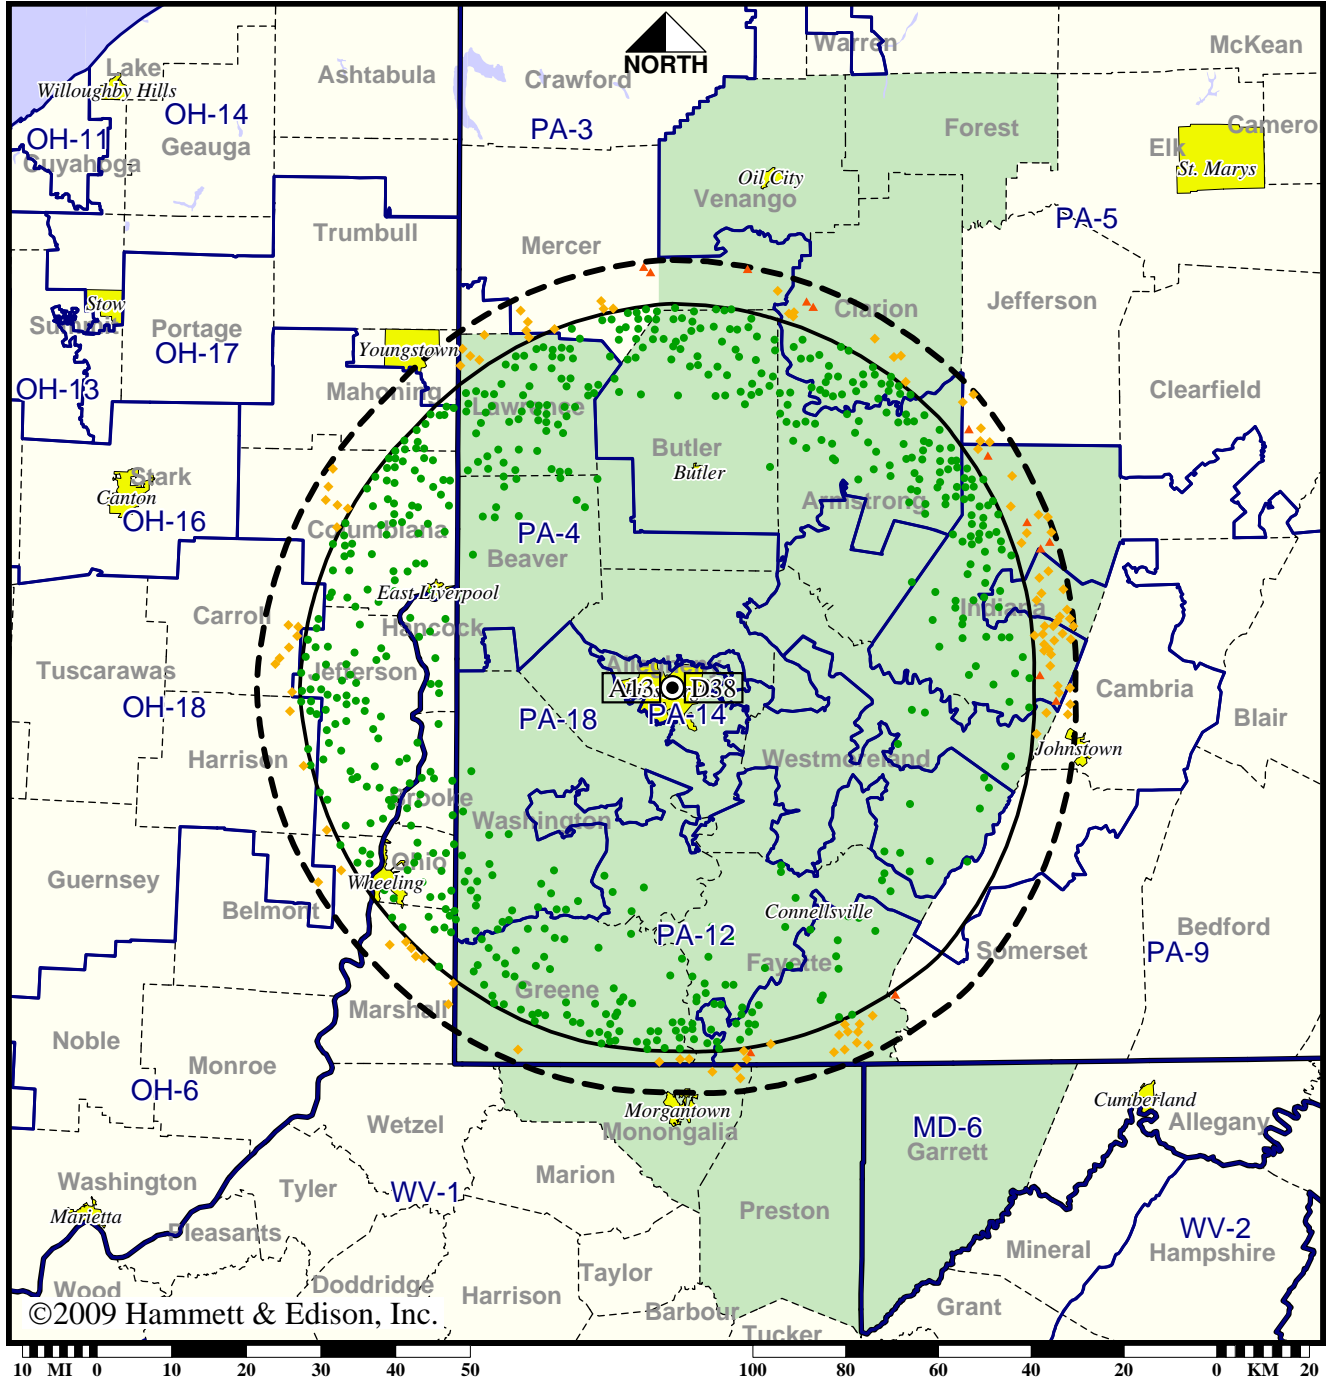 Warren
McKean
Lake
Ashtabula
Crawford
NORTH
Willoughby Hills
OH-14
PA-3
Forest
Cameron
OH-11
Cuyahoga
Geauga
Elk
St. Marys
Oil City
Venango
PA-5
Trumbull
Mercer
Stow
Summit
Portage
OH-17
Clarion
Jefferson
Youngstown
OH-13
Mahoning
Lawrence
Clearfield
Butler
Butler
Stark
Canton
OH-16
Armstrong
Columbiana
PA-4
Beaver
East Liverpool
Carroll
Hancock
Indiana
Tuscarawas
Jefferson
Allegheny
A13
D38
Cambria
OH-18
PA-18
PA-14
Blair
Johnstown
Harrison
Westmoreland
Brooke
Washington
Ohio
Guernsey
Wheeling
Belmont
Connellsville
PA-12
Bedford
Somerset
PA-9
Fayette
Greene
Marshall
Noble
Monroe
OH-6
Morgantown
Monongalia
Cumberland
Allegany
Wetzel
MD-6
Garrett
Marion
Washington
Tyler
WV-1
Marietta
Preston
Pleasants
WV-2
Mineral
Hampshire
Taylor
Wood
Doddridge
Harrison
Barbour
Grant
Tucker
©2009 Hammett & Edison, Inc.
10 MI 0 10 20 30 40 50 100 80 60 40 20 0 KM 20